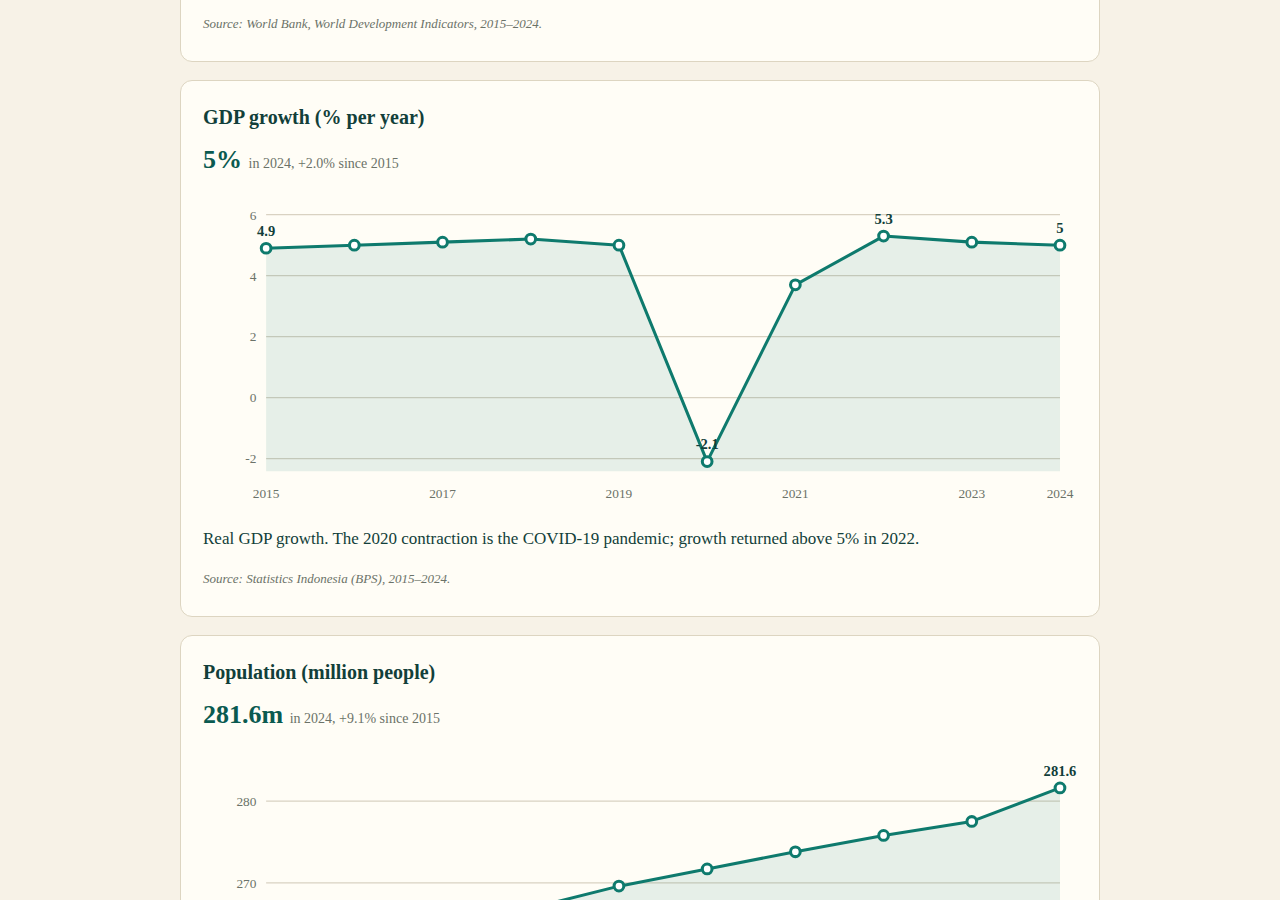 Source: World Bank, World Development Indicators, 2015–2024.
GDP growth (% per year)
5% in 2024, +2.0% since 2015
6
4.9
5.3
5
4
2
0
-2.1
-2
2015 2017 2019 2021 2023 2024
Real GDP growth. The 2020 contraction is the COVID-19 pandemic; growth returned above 5% in 2022.
Source: Statistics Indonesia (BPS), 2015–2024.
Population (million people)
281.6m in 2024, +9.1% since 2015
281.6
280
270